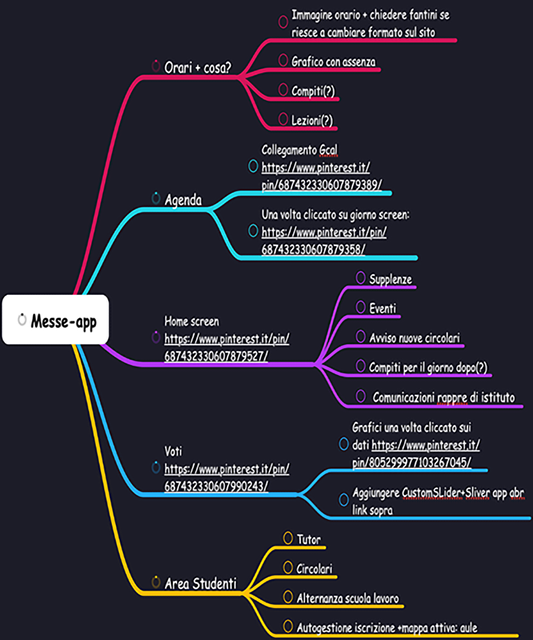 Immagine orario + chiedere fantini se
riesce a cambiare formato sul sito
Orari + cosa?
Grafico con assenza
Compiti(?)
Lezioni(?)
Collegamento Gcal
https://www.pinterest.it/
pin/687432330607879389/
Agenda
Una volta cliccato su giorno screen:
https://www.pinterest.it/pin/
687432330607879358/
Messe-app
Home screen
https://www.pinterest.it/pin/
687432330607879527/
Supplenze
Eventi
Avviso nuove circolari
Compiti per il giorno dopo(?)
Comunicazioni rappre di istituto
Voti
https://www.pinterest.it/pin/
687432330607990243/
Grafici una volta cliccato sui
dati https://www.pinterest.it/
pin/805299977103267045/
Aggiungere CustomSLider+Sliver app abr
link sopra
Area Studenti
Tutor
Circolari
Alternanza scuola lavoro
Autogestione iscrizione +mappa attiva: aule